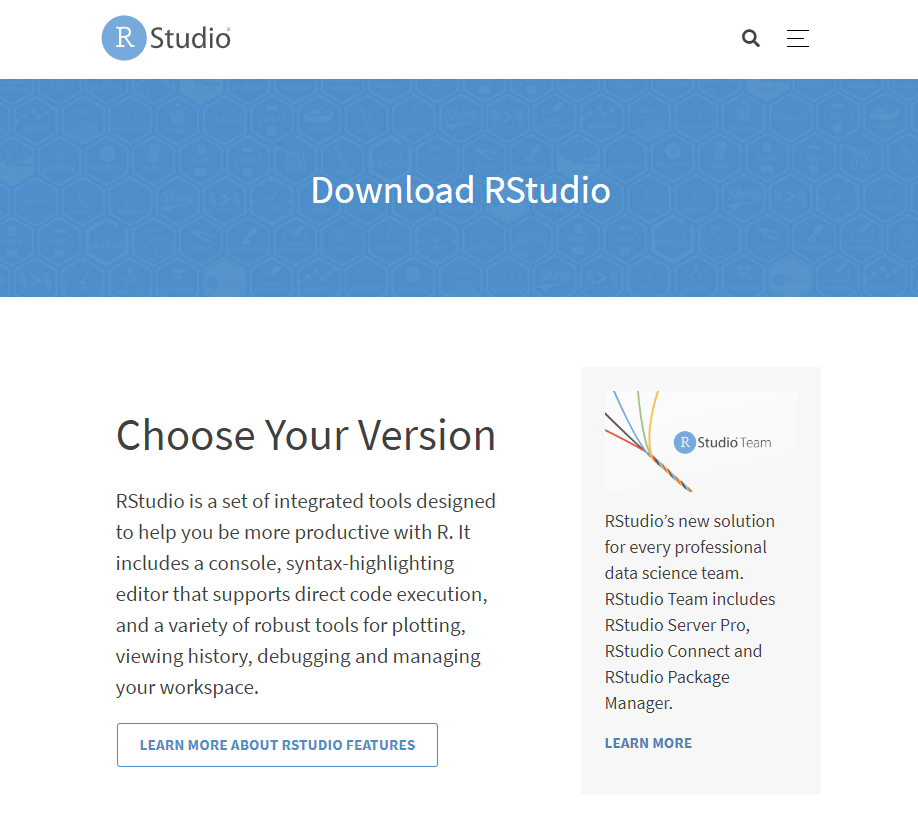 R Studio®
Download RStudio
Choose Your Version
RStudio is a set of integrated tools designed
to help you be more productive with R. It
includes a console, syntax-highlighting
editor that supports direct code execution,
and a variety of robust tools for plotting,
viewing history, debugging and managing
your workspace.
LEARN MORE ABOUT RSTUDIO FEATURES
R Studio Team
RStudio’s new solution
for every professional
data science team.
RStudio Team includes
RStudio Server Pro,
RStudio Connect and
RStudio Package
Manager.
LEARN MORE